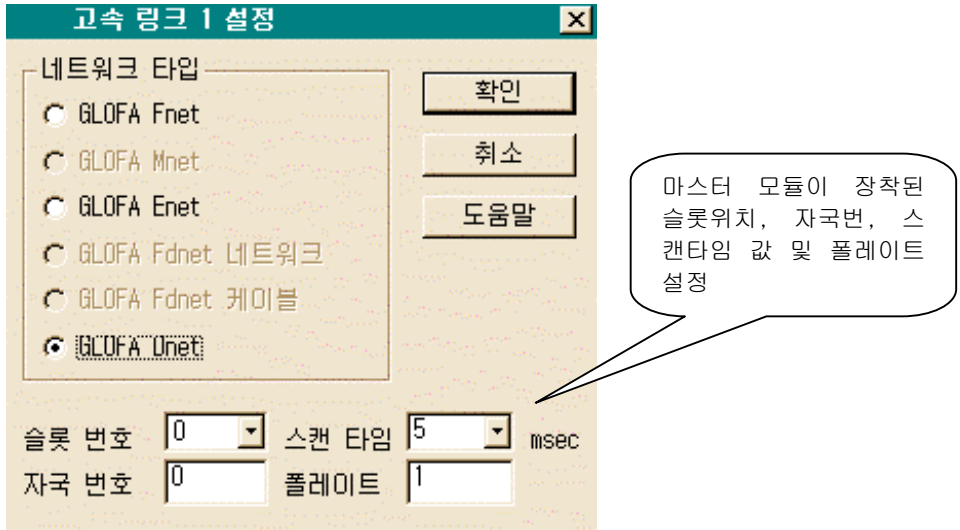 고속 링크 1 설정
네트워크 타입
GLOFA Fnet
GLOFA Mnet
GLOFA Enet
GLOFA Fdnet 네트워크
GLOFA Fdnet 케이블
GLOFA Dnet
확인
취소
도움말
슬롯 번호 0 스캔 타임 5 msec
자국 번호 0 폴레이트 1
마스터 모듈이 장착된
슬롯위치, 자국번, 스
캔타임 값 및 폴레이트
설정